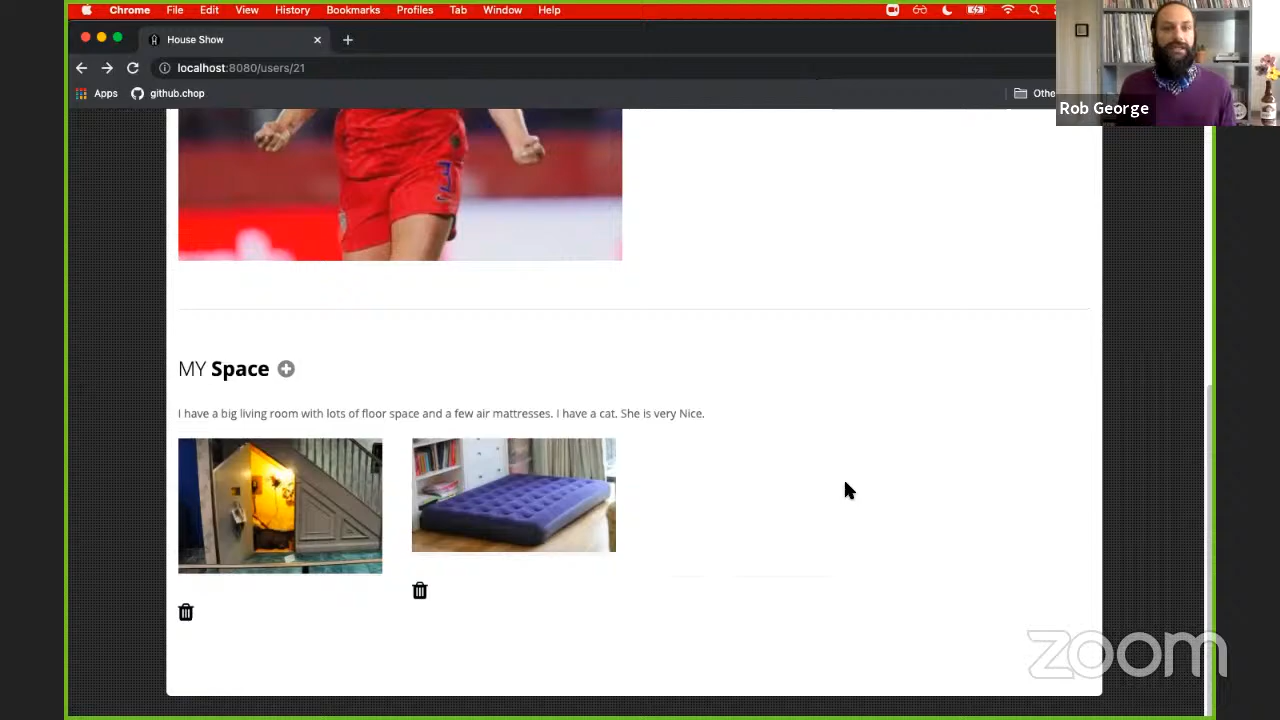 Chrome File Edit View History Bookmarks Profiles Tab Window Help
House Show
localhost:8080/users/21
Apps github.chop Othe
Rob George
3
MY Space
I have a big living room with lots of floor space and a few air mattresses. I have a cat. She is very Nice.
zoom